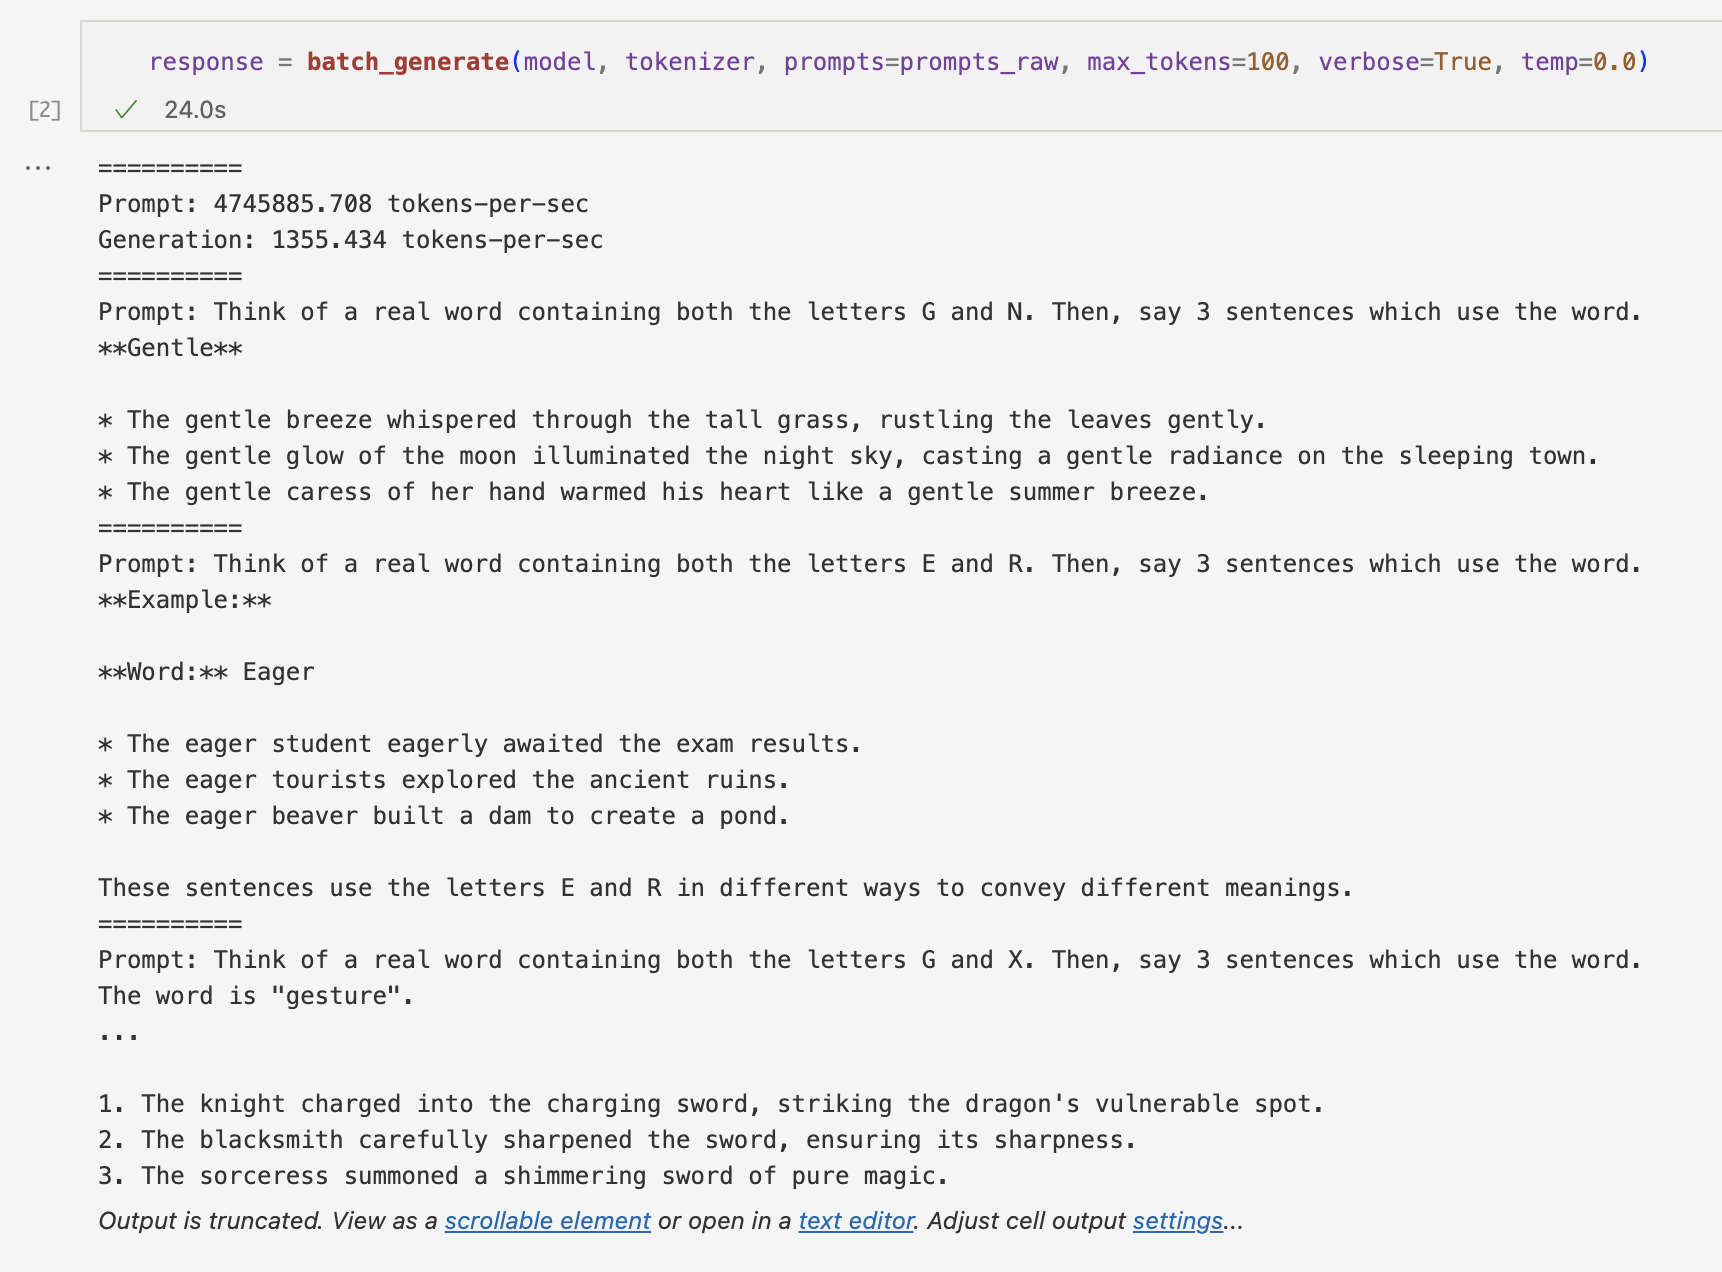 response = batch_generate(model, tokenizer, prompts=prompts_raw, max_tokens=100, verbose=True, temp=0.0)
[2] ✓ 24.0s
...
==========
Prompt: 4745885.708 tokens-per-sec
Generation: 1355.434 tokens-per-sec
==========
Prompt: Think of a real word containing both the letters G and N. Then, say 3 sentences which use the word.
**Gentle**

* The gentle breeze whispered through the tall grass, rustling the leaves gently.
* The gentle glow of the moon illuminated the night sky, casting a gentle radiance on the sleeping town.
* The gentle caress of her hand warmed his heart like a gentle summer breeze.
==========
Prompt: Think of a real word containing both the letters E and R. Then, say 3 sentences which use the word.
**Example:**

**Word:** Eager

* The eager student eagerly awaited the exam results.
* The eager tourists explored the ancient ruins.
* The eager beaver built a dam to create a pond.

These sentences use the letters E and R in different ways to convey different meanings.
==========
Prompt: Think of a real word containing both the letters G and X. Then, say 3 sentences which use the word.
The word is "gesture".
...

1. The knight charged into the charging sword, striking the dragon's vulnerable spot.
2. The blacksmith carefully sharpened the sword, ensuring its sharpness.
3. The sorceress summoned a shimmering sword of pure magic.
Output is truncated. View as a scrollable element or open in a text editor. Adjust cell output settings...